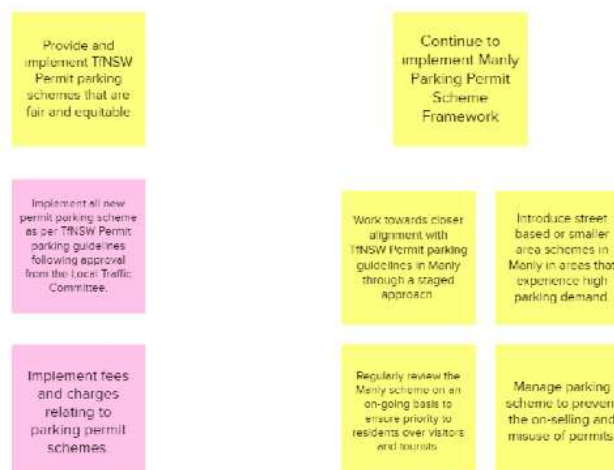 Provide and
implement TfNSW
Permit parking
schemes that are
fair and equitable
Continue to
implement Manly
Parking Permit
Scheme
Framework
Implement all new
permit parking scheme
as per TfNSW Permit
parking guidelines
following approval
from the Local Traffic
Committee.
Work towards closer
alignment with
TfNSW Permit parking
guidelines in Manly
through a staged
approach
Introduce street
based or smaller
area schemes in
Manly in areas that
experience high
parking demand.
Implement fees
and charges
relating to
parking permit
schemes.
Regularly review the
Manly scheme on an
on-going basis to
ensure priority to
residents over visitors
and tourists
Manage parking
scheme to prevent
the on-selling and
misuse of permits